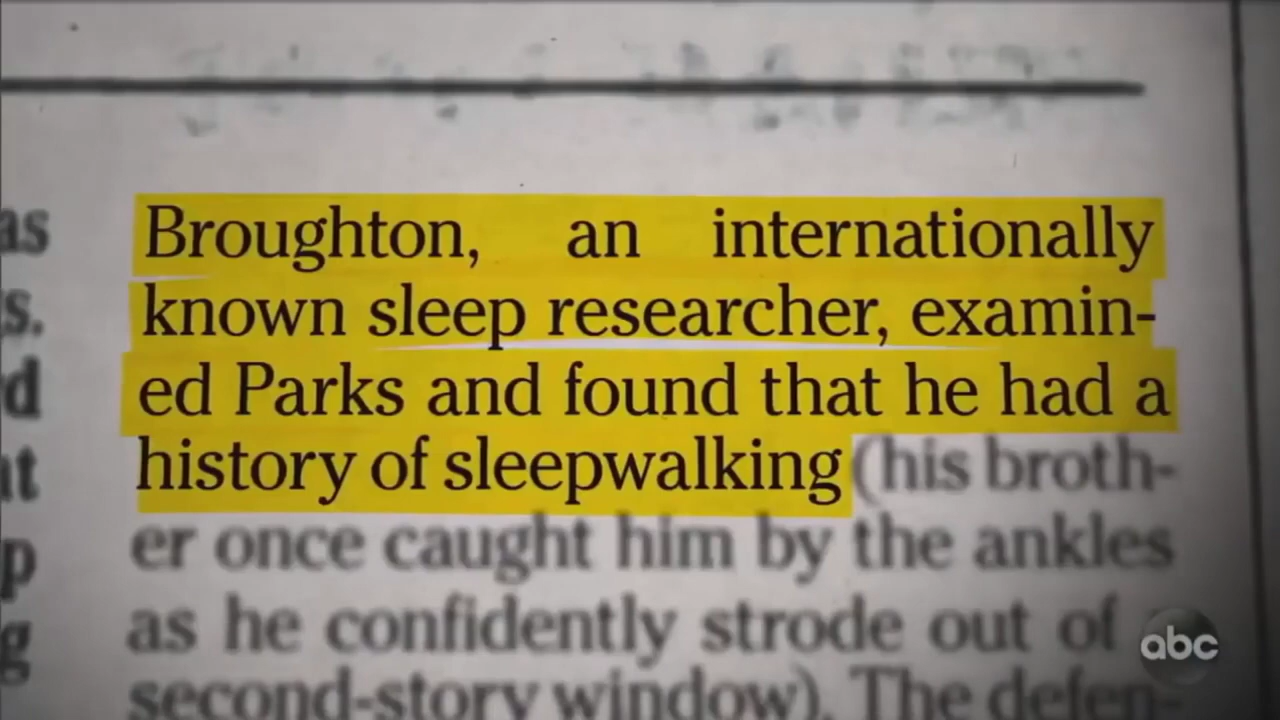 Broughton, an internationally
known sleep researcher, examin-
ed Parks and found that he had a
history of sleepwalking (his broth-
er once caught him by the ankles
as he confidently strode out of a
second-story window). The defen-
as
s.
d
t
p
g
abc